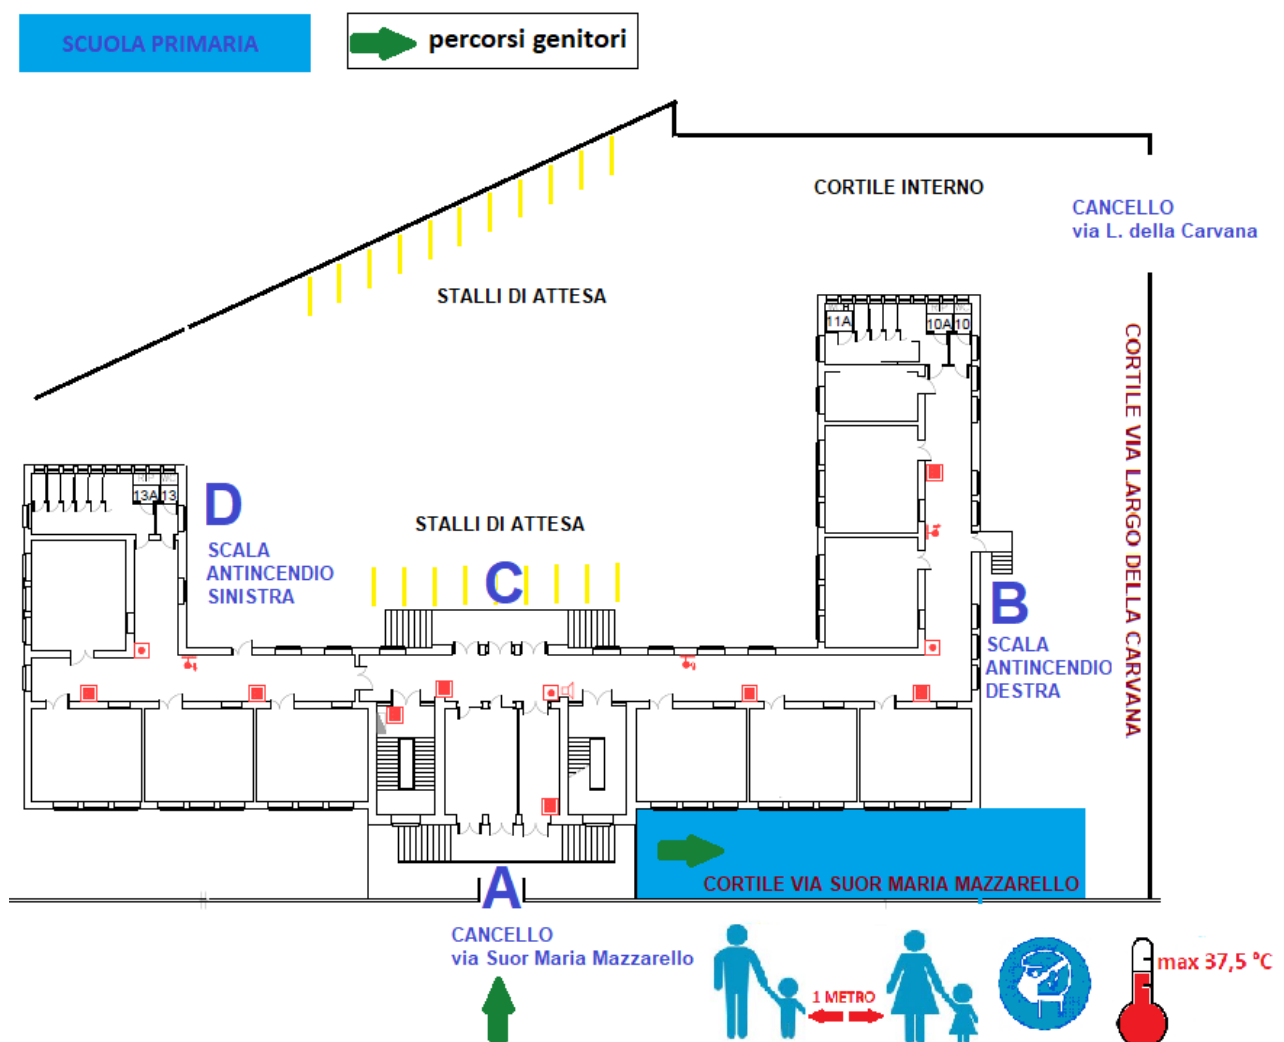 SCUOLA PRIMARIA
percorsi genitori
CORTILE INTERNO
CANCELLO
via L. della Carvana
STALLI DI ATTESA
11A
10A
10
CORTILE VIA LARGO DELLA CARVANA
13A
13
D
SCALA
ANTINCENDIO
SINISTRA
STALLI DI ATTESA
C
B
SCALA
ANTINCENDIO
DESTRA
CORTILE VIA SUOR MARIA MAZZARELLO
A
CANCELLO
via Suor Maria Mazzarello
1 METRO
max 37,5 °C